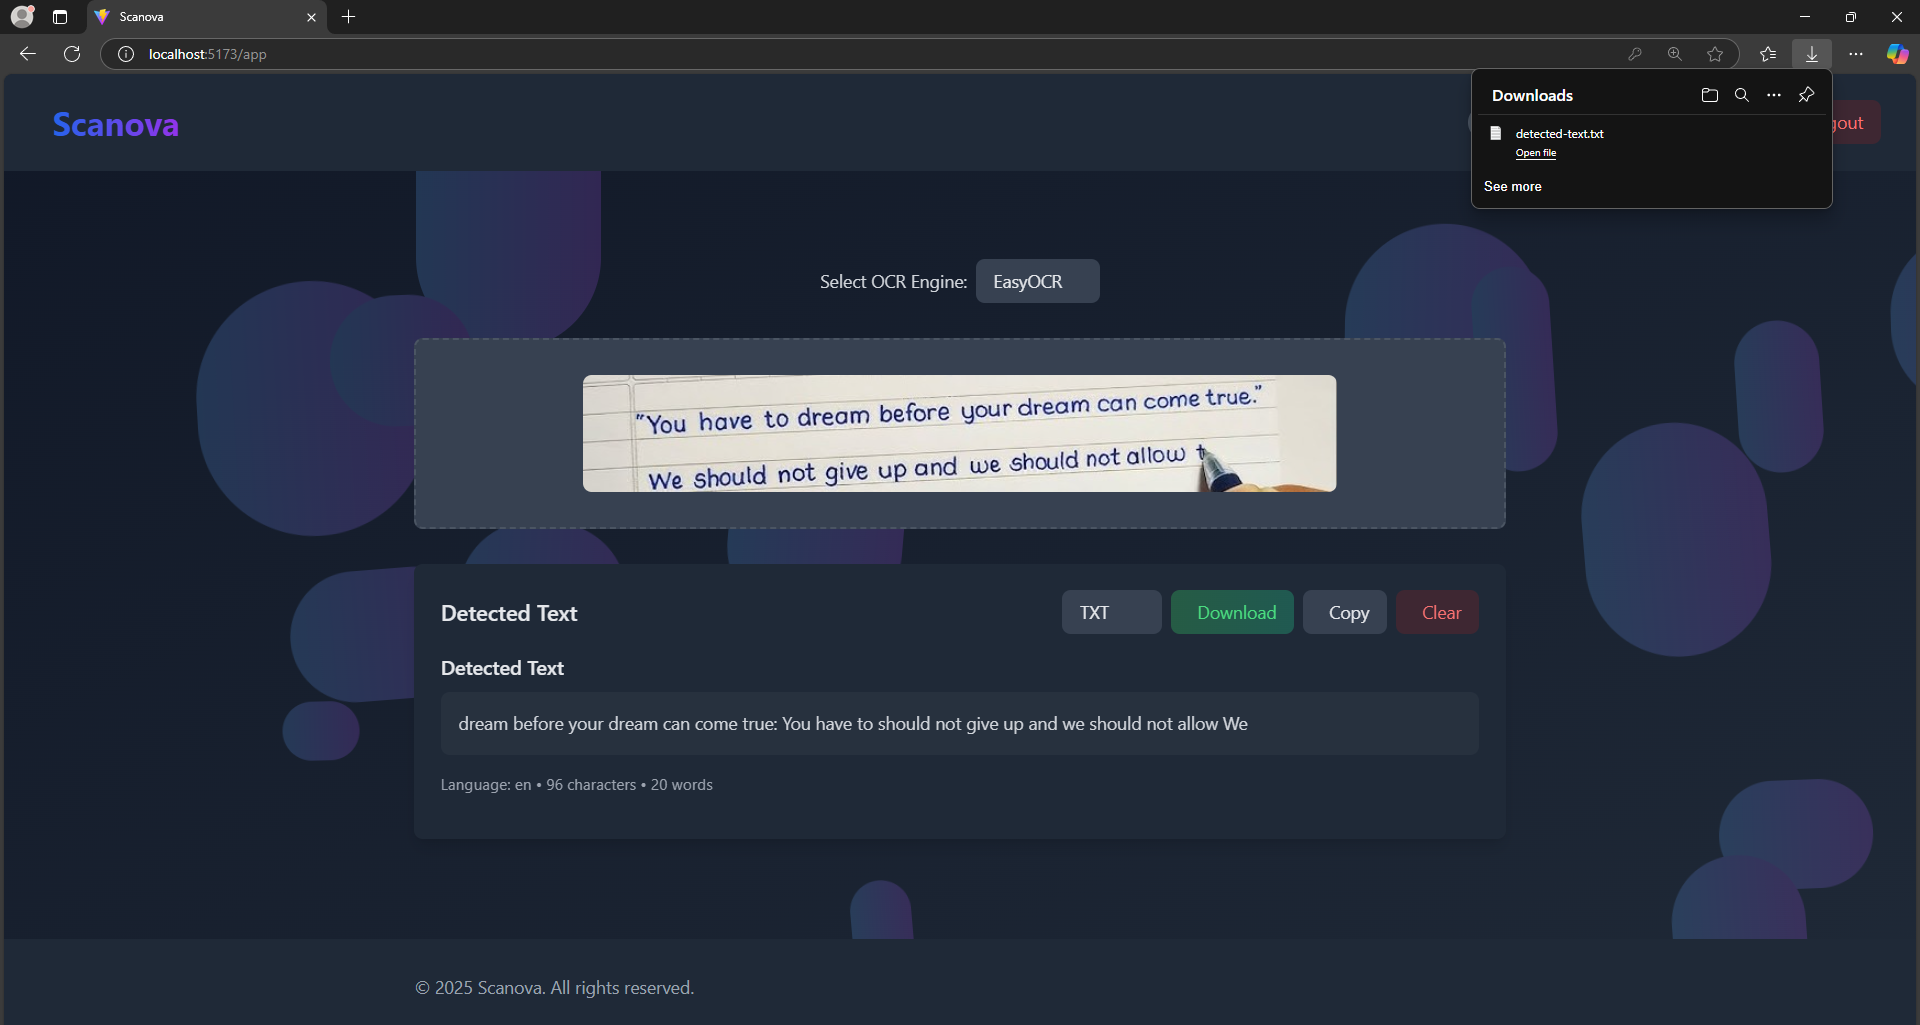 Scanova
localhost:5173/app
Downloads
detected-text.txt
Open file
See more
Scanova
gout
Select OCR Engine: EasyOCR
"You have to dream before your dream can come true."
We should not give up and we should not allow t
Detected Text
TXT Download Copy Clear
Detected Text
dream before your dream can come true: You have to should not give up and we should not allow We
Language: en • 96 characters • 20 words
© 2025 Scanova. All rights reserved.